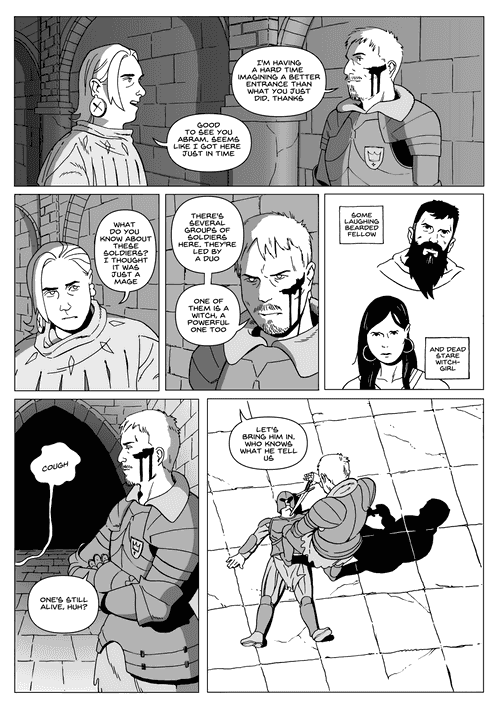 I'M HAVING
A HARD TIME
IMAGINING A BETTER
ENTRANCE THAN
WHAT YOU JUST
DID, THANKS
GOOD
TO SEE YOU
ABRAM. SEEMS
LIKE I GOT HERE
JUST IN TIME
WHAT
DO YOU
KNOW ABOUT
THESE
SOLDIERS?
I THOUGHT
IT WAS
JUST A
MAGE
THERE'S
SEVERAL
GROUPS OF
SOLDIERS
HERE. THEY'RE
LED BY
A DUO
ONE OF
THEM IS A
WITCH, A
POWERFUL
ONE TOO
SOME
LAUGHING
BEARDED
FELLOW
AND DEAD
STARE
WITCH-
GIRL
COUGH
ONE'S STILL
ALIVE, HUH?
LET'S
BRING HIM IN,
WHO KNOWS
WHAT HE TELL
US